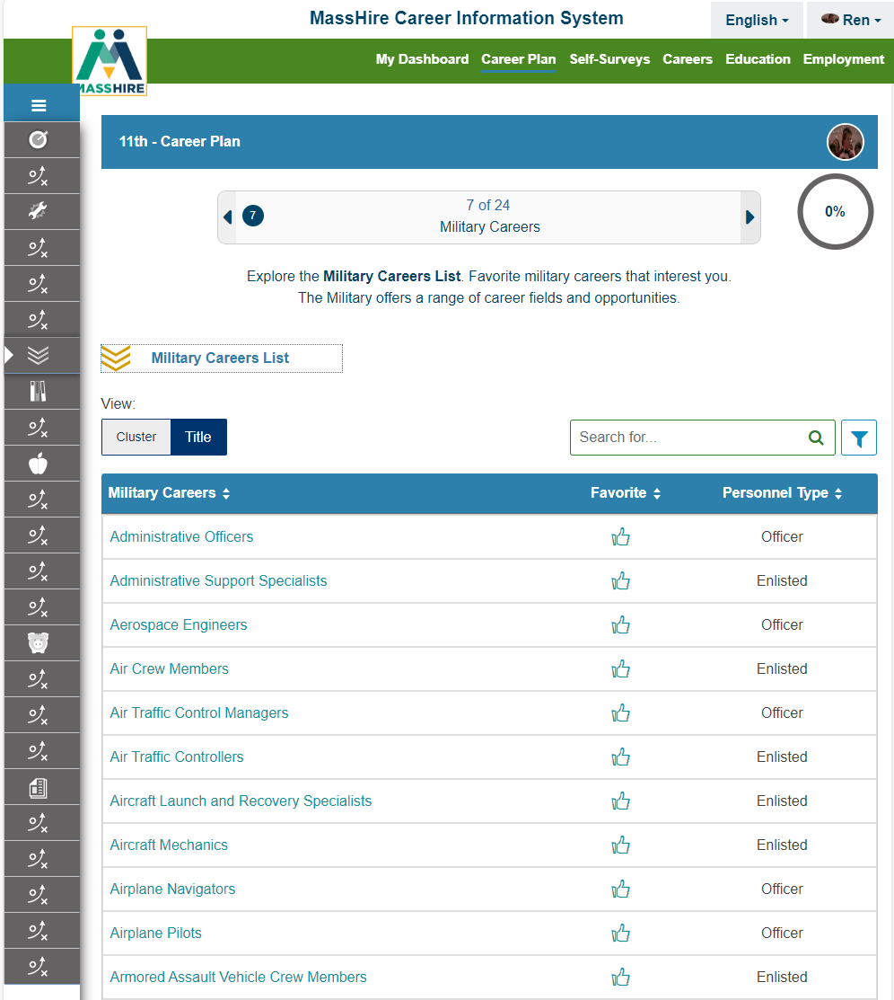 MassHire Career Information System
English
Ren
MASSHIRE
My Dashboard Career Plan Self-Surveys Careers Education Employment
11th - Career Plan
7
7 of 24
Military Careers
0%
Explore the Military Careers List. Favorite military careers that interest you.
The Military offers a range of career fields and opportunities.
Military Careers List
View:
Cluster Title
Search for...
Military Careers Favorite Personnel Type
Administrative Officers Officer
Administrative Support Specialists Enlisted
Aerospace Engineers Officer
Air Crew Members Enlisted
Air Traffic Control Managers Officer
Air Traffic Controllers Enlisted
Aircraft Launch and Recovery Specialists Enlisted
Aircraft Mechanics Enlisted
Airplane Navigators Officer
Airplane Pilots Officer
Armored Assault Vehicle Crew Members Enlisted